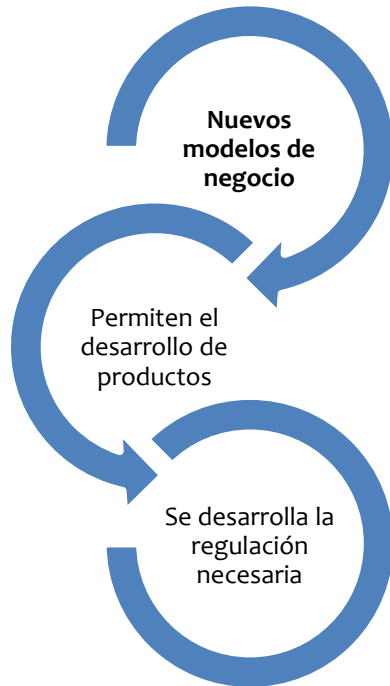 Nuevos
modelos de
negocio
Permiten el
desarrollo de
productos
Se desarrolla la
regulación
necesaria